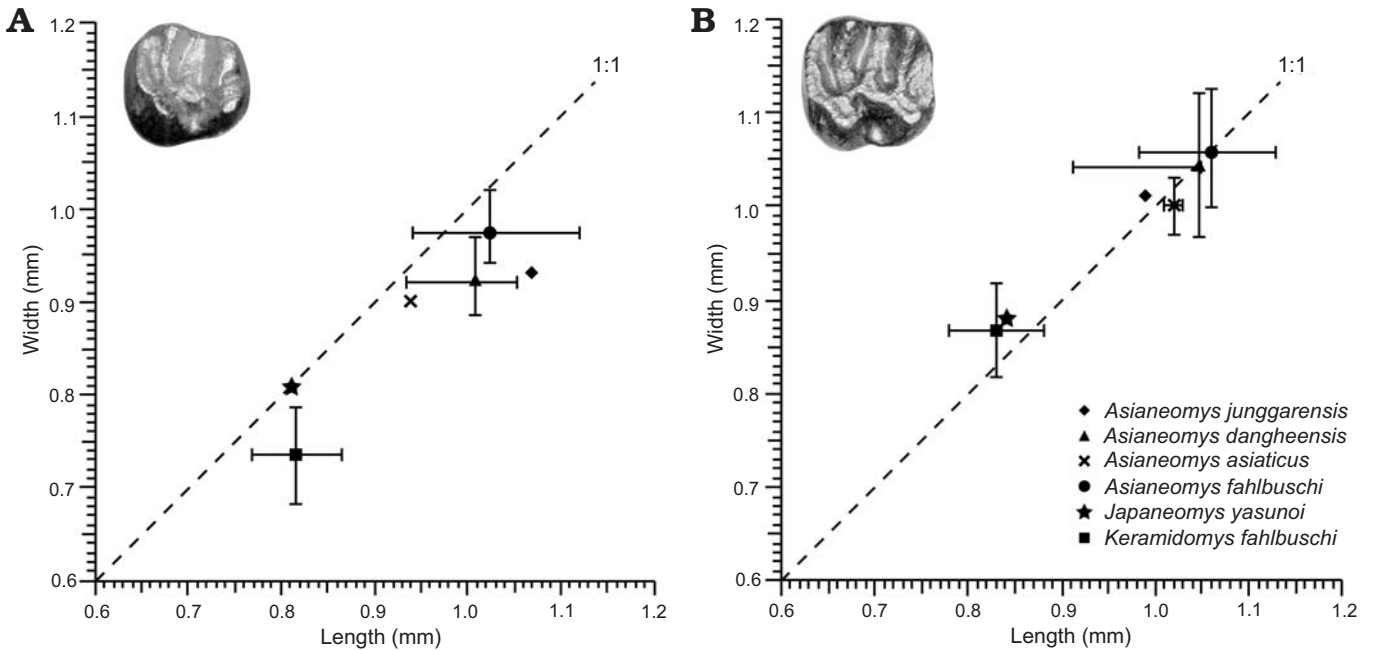 A
1.2
1.1
1.0
0.9
0.8
0.7
0.6
Width (mm)
1:1
0.6 0.7 0.8 0.9 1.0 1.1 1.2
Length (mm)
B
1.2
1.1
1.0
0.9
0.8
0.7
0.6
Width (mm)
1:1
Asianeomys junggarensis
Asianeomys dangheensis
Asianeomys asiaticus
Asianeomys fahlbuschi
Japaneomys yasunoi
Keramidomys fahlbuschi
0.6 0.7 0.8 0.9 1.0 1.1 1.2
Length (mm)